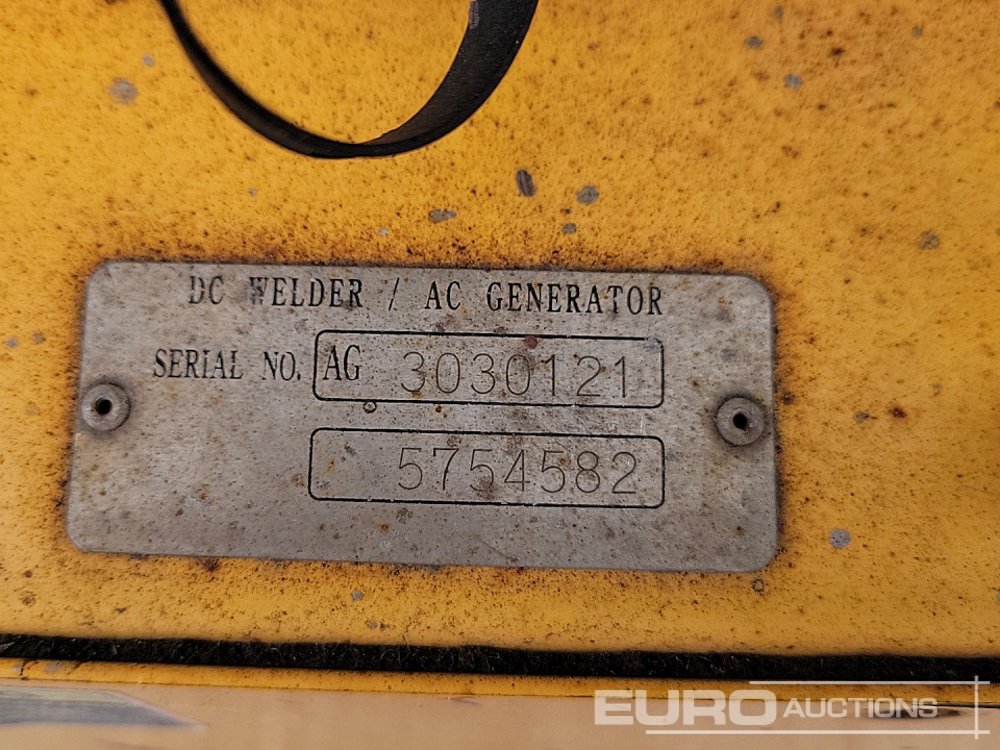 DC WELDER / AC GENERATOR
SERIAL NO. AG 3030121
5754582
EURO AUCTIONS